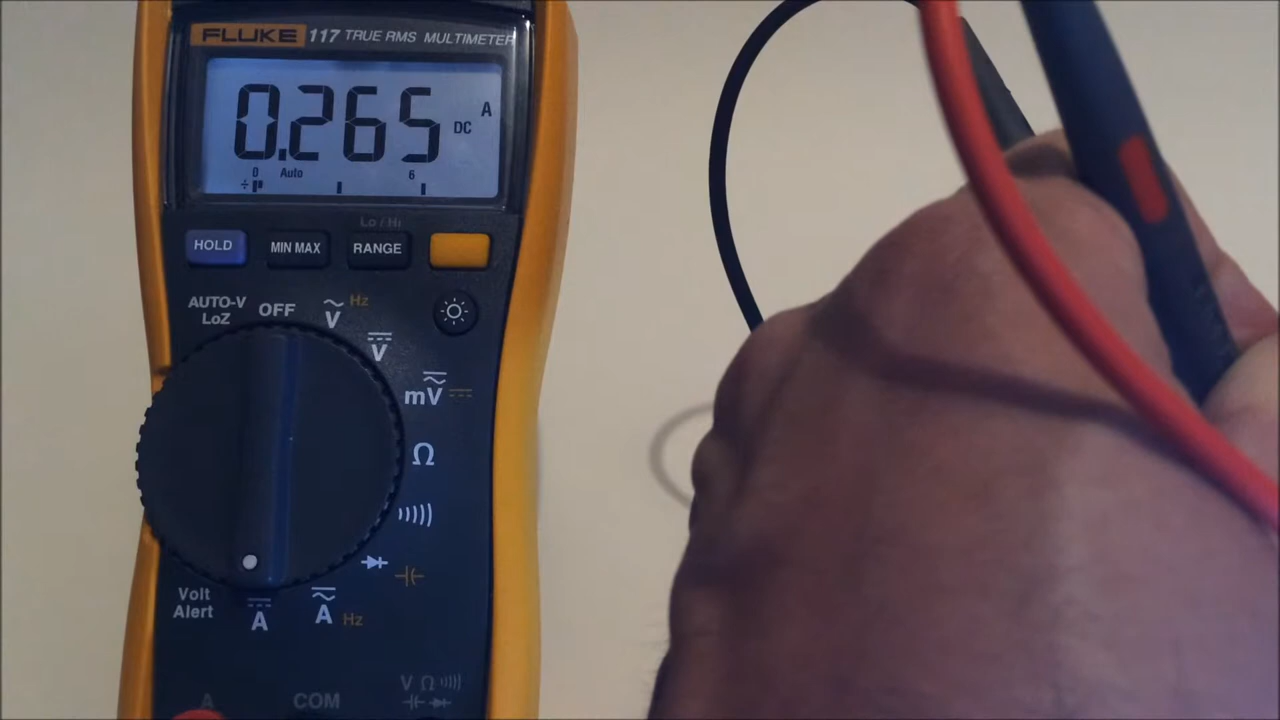 FLUKE 117 TRUE RMS MULTIMETER
0.265 DC A
0 Auto 6
Lo / Hi
HOLD MIN MAX RANGE
AUTO-V
LoZ
OFF
V Hz
V
mV
Ω
A Hz
A
Volt
Alert
A COM V Ω